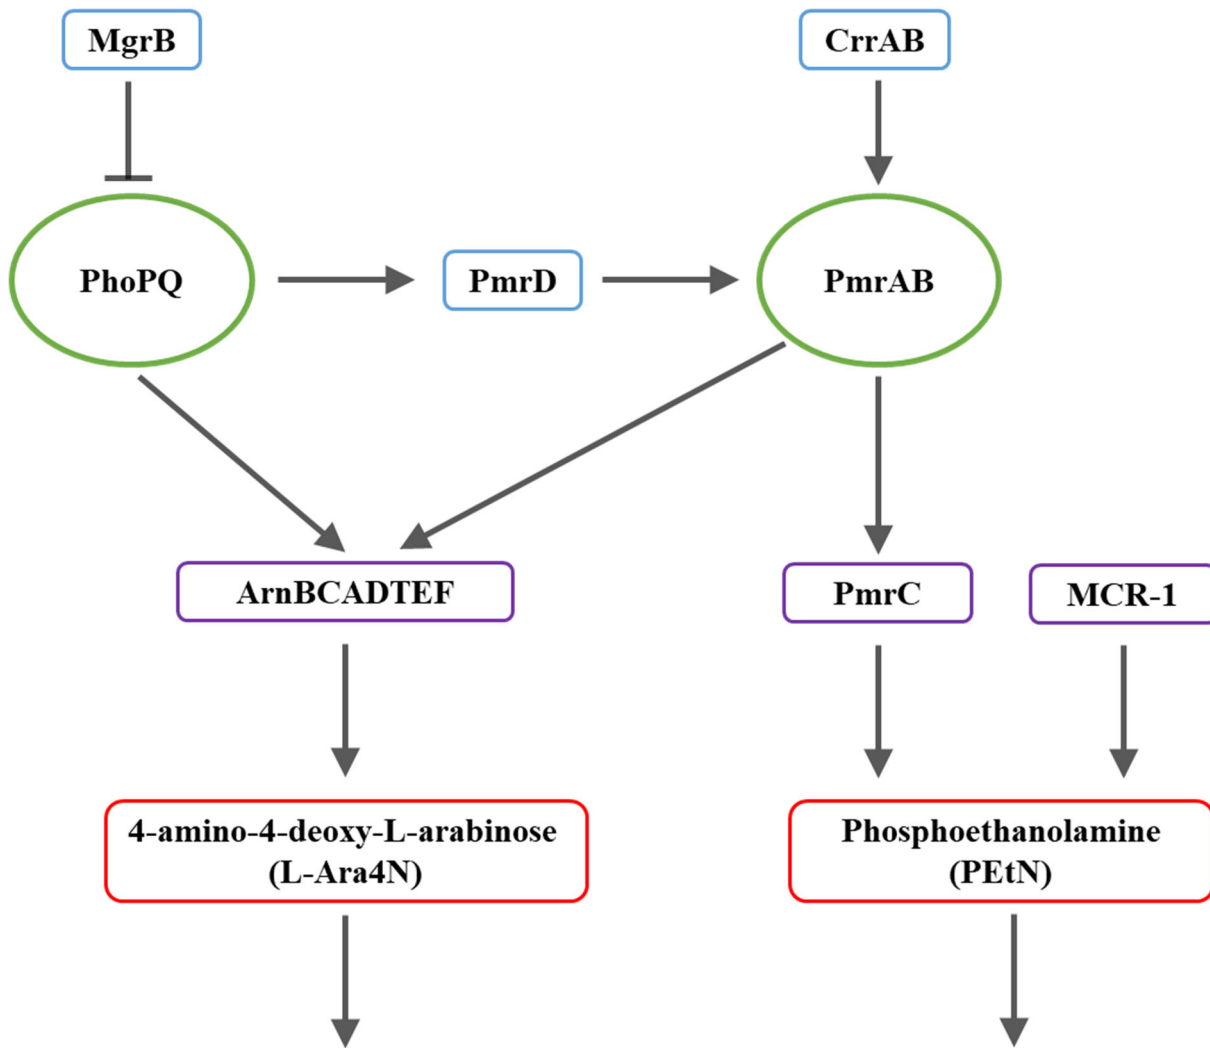 MgrB
CrrAB
PhoPQ
PmrD
PmrAB
ArnBCADTEF
PmrC
MCR-1
4-amino-4-deoxy-L-arabinose
(L-Ara4N)
Phosphoethanolamine
(PEtN)